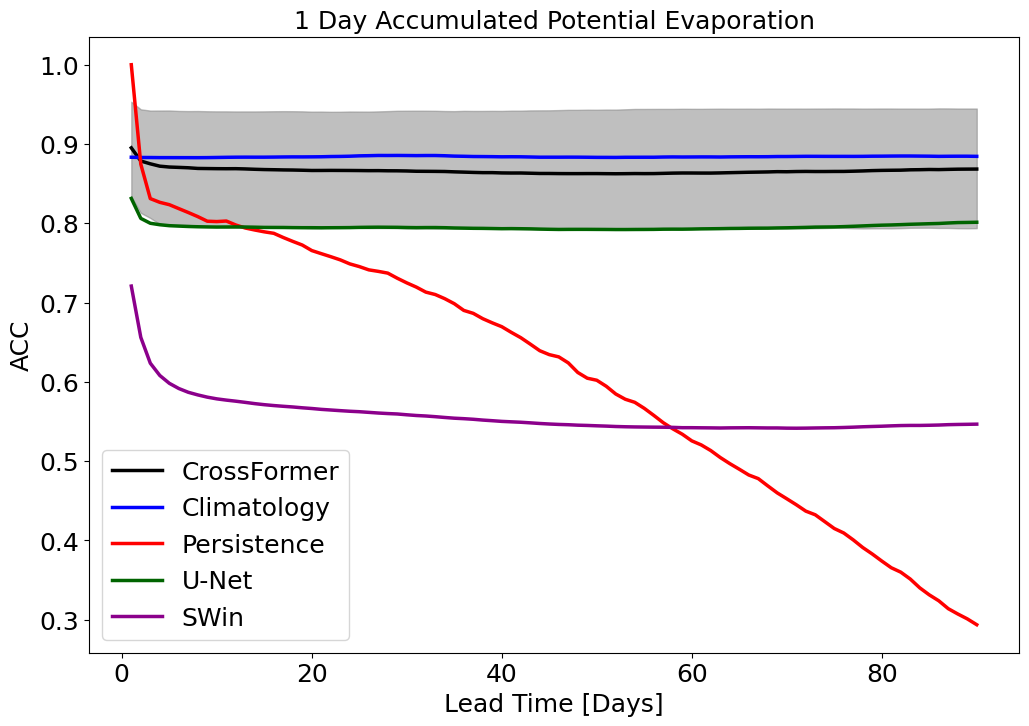 1 Day Accumulated Potential Evaporation
ACC
1.0
0.9
0.8
0.7
0.6
0.5
0.4
0.3
CrossFormer
Climatology
Persistence
U-Net
SWin
0 20 40 60 80
Lead Time [Days]